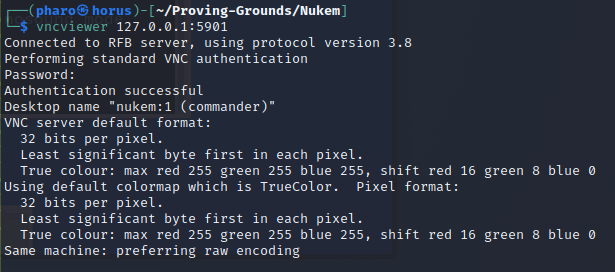 ┌──(pharo㉿horus)-[~/Proving-Grounds/Nukem]
└─$ vncviewer 127.0.0.1:5901
Connected to RFB server, using protocol version 3.8
Performing standard VNC authentication
Password:
Authentication successful
Desktop name "nukem:1 (commander)"
VNC server default format:
  32 bits per pixel.
  Least significant byte first in each pixel.
  True colour: max red 255 green 255 blue 255, shift red 16 green 8 blue 0
Using default colormap which is TrueColor.  Pixel format:
  32 bits per pixel.
  Least significant byte first in each pixel.
  True colour: max red 255 green 255 blue 255, shift red 16 green 8 blue 0
Same machine: preferring raw encoding